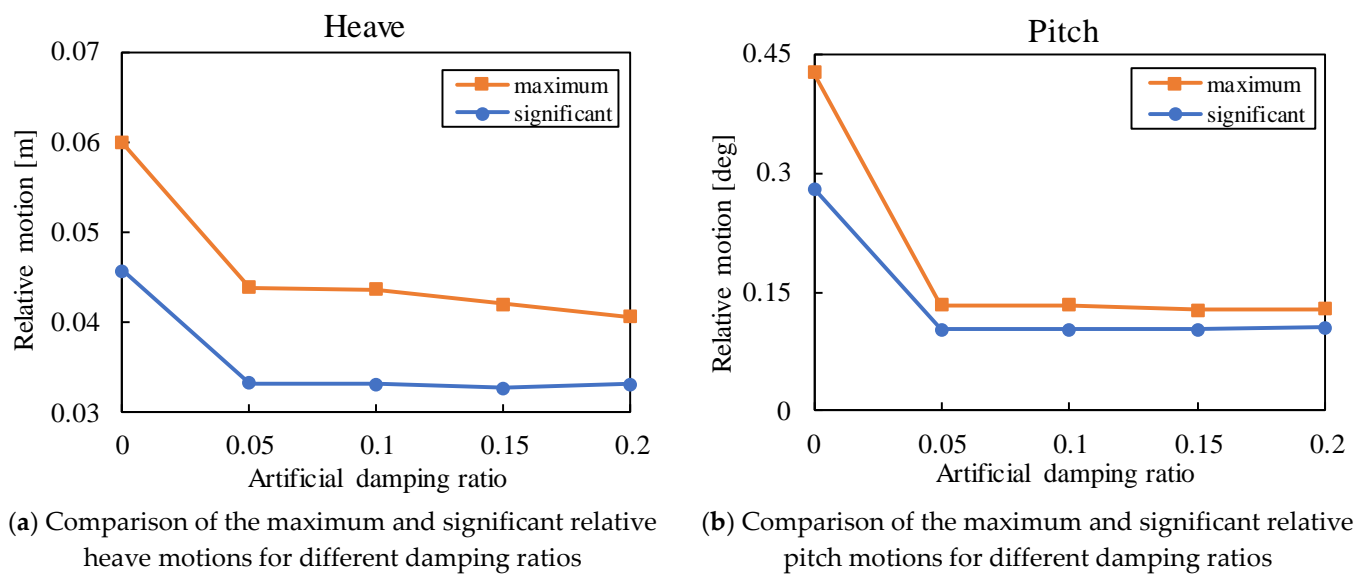 Heave
Relative motion [m]
0.07
0.06
0.05
0.04
0.03
maximum
significant
0 0.05 0.1 0.15 0.2
Artificial damping ratio
(a) Comparison of the maximum and significant relative
heave motions for different damping ratios
Pitch
Relative motion [deg]
0.45
0.3
0.15
0
maximum
significant
0 0.05 0.1 0.15 0.2
Artificial damping ratio
(b) Comparison of the maximum and significant relative
pitch motions for different damping ratios